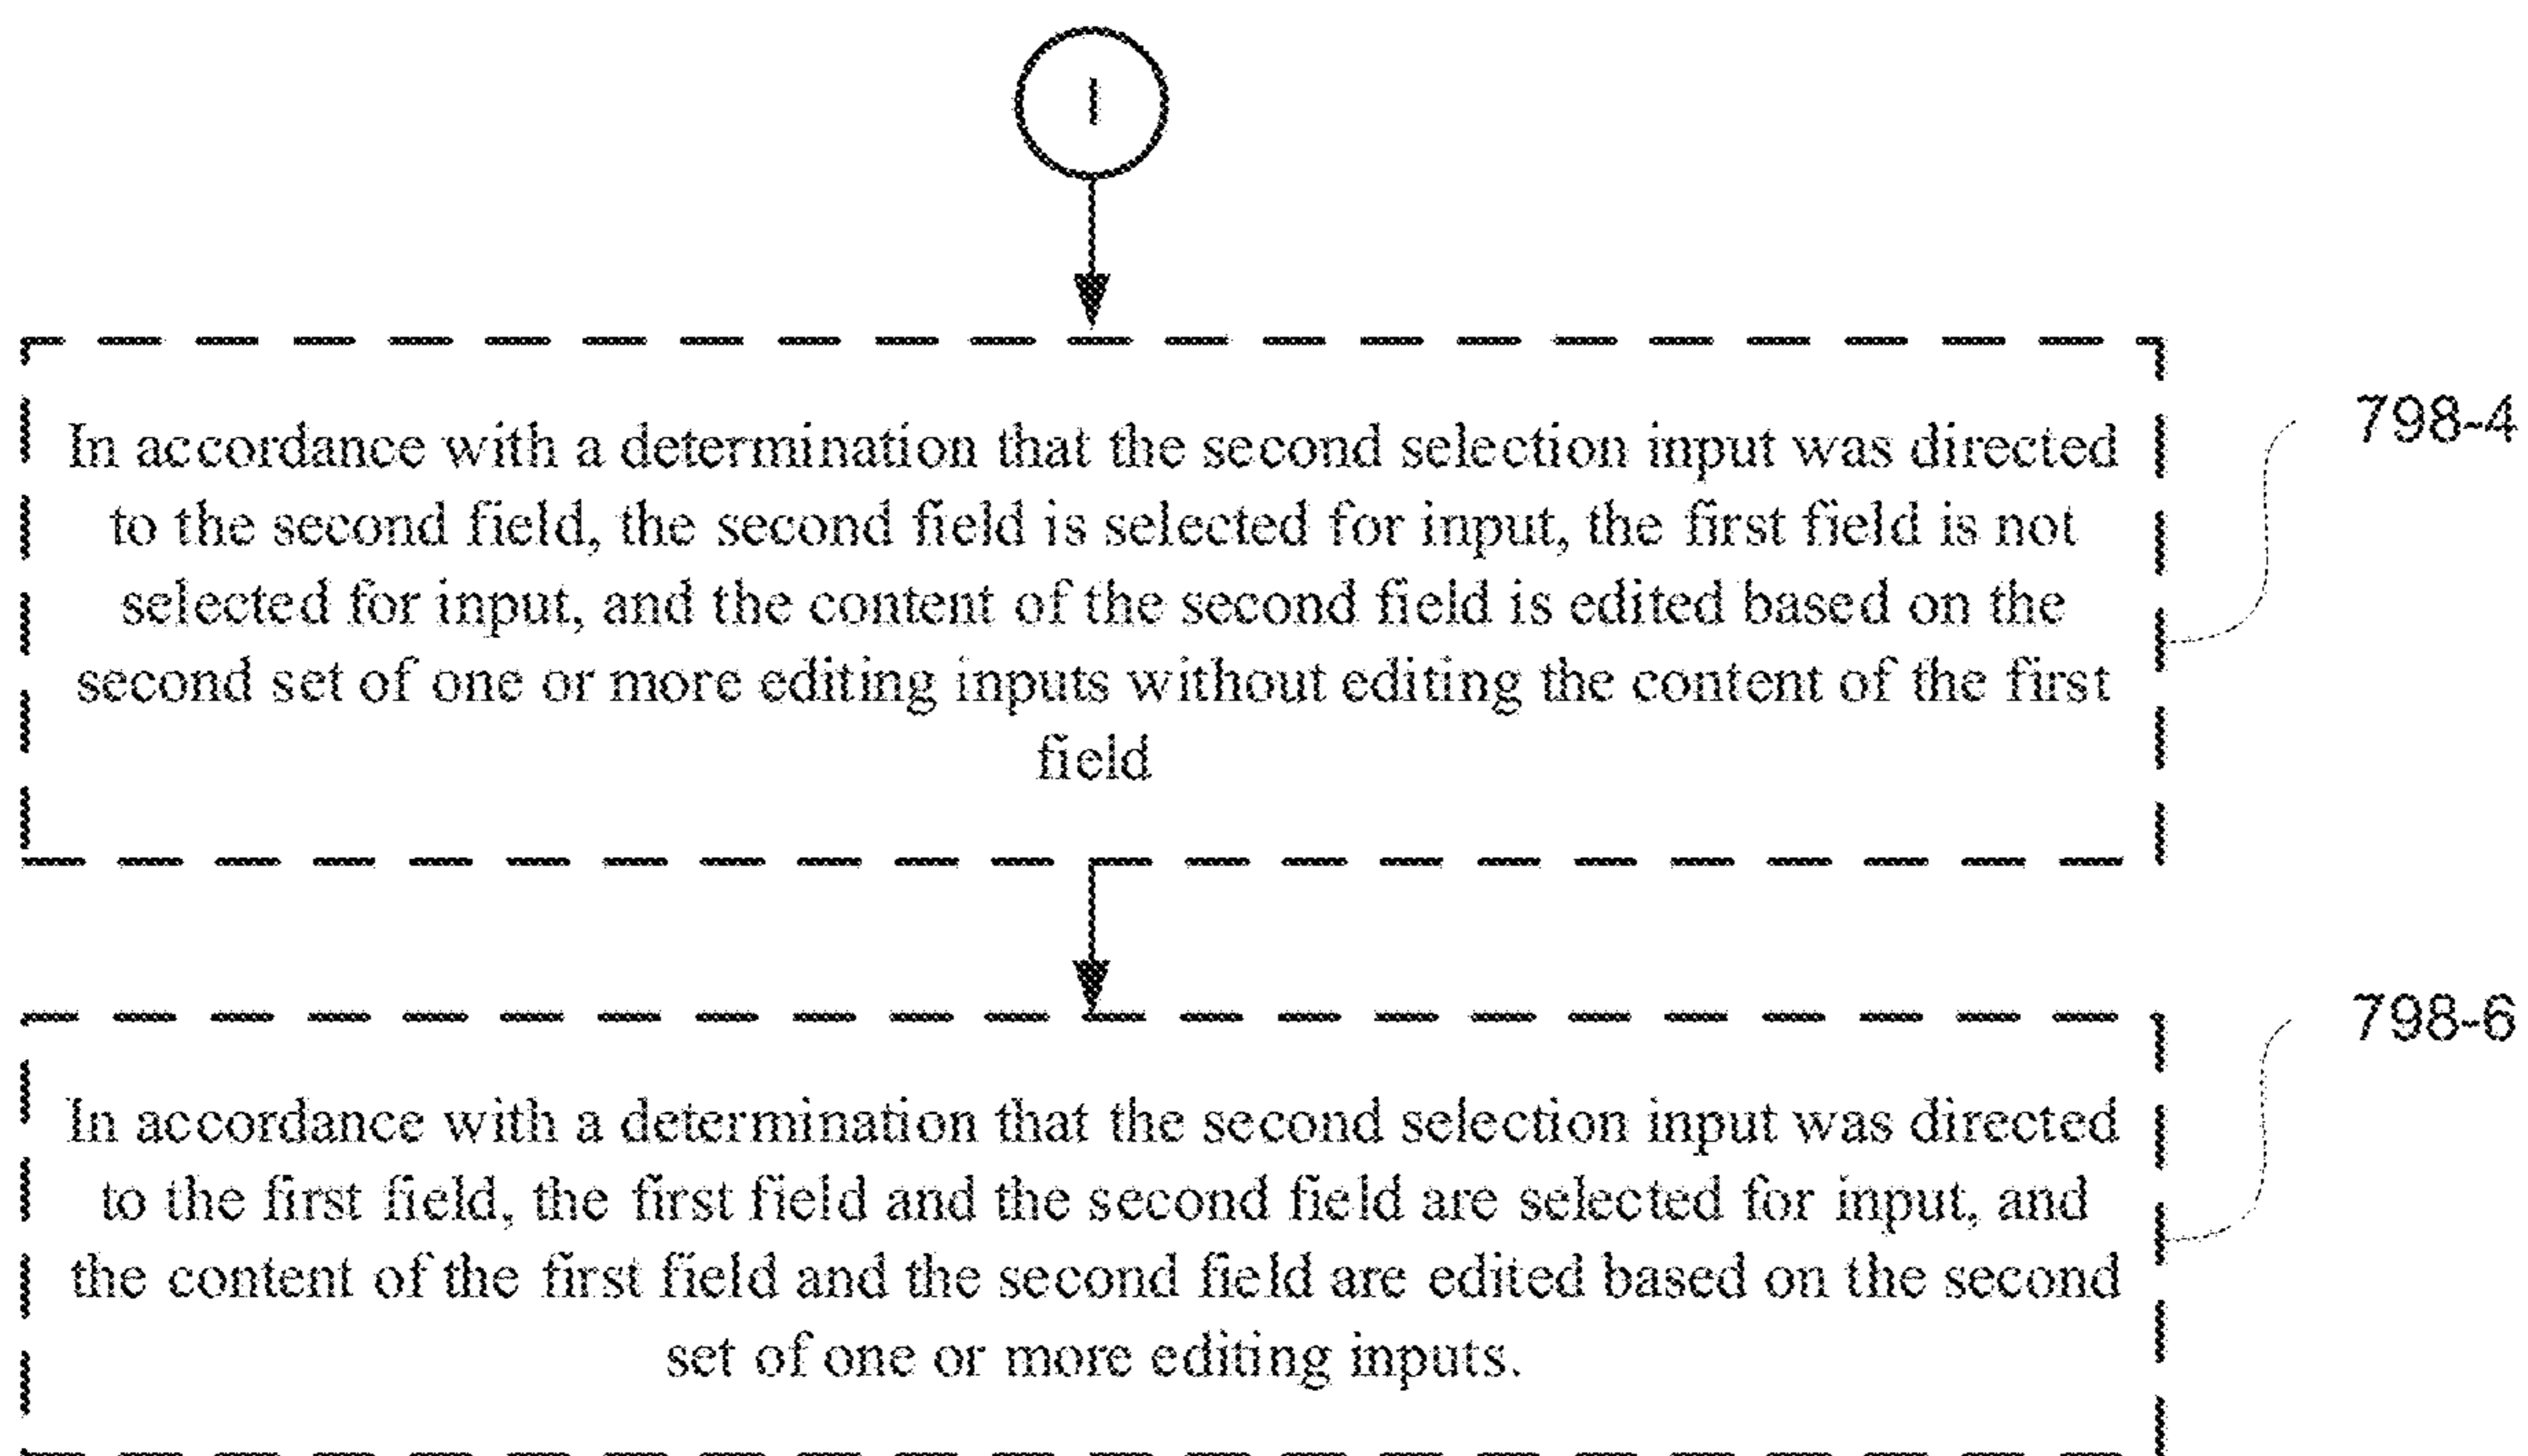 I
In accordance with a determination that the second selection input was directed
to the second field, the second field is selected for input, the first field is not
selected for input, and the content of the second field is edited based on the
second set of one or more editing inputs without editing the content of the first
field
798-4
In accordance with a determination that the second selection input was directed
to the first field, the first field and the second field are selected for input, and
the content of the first field and the second field are edited based on the second
set of one or more editing inputs.
798-6